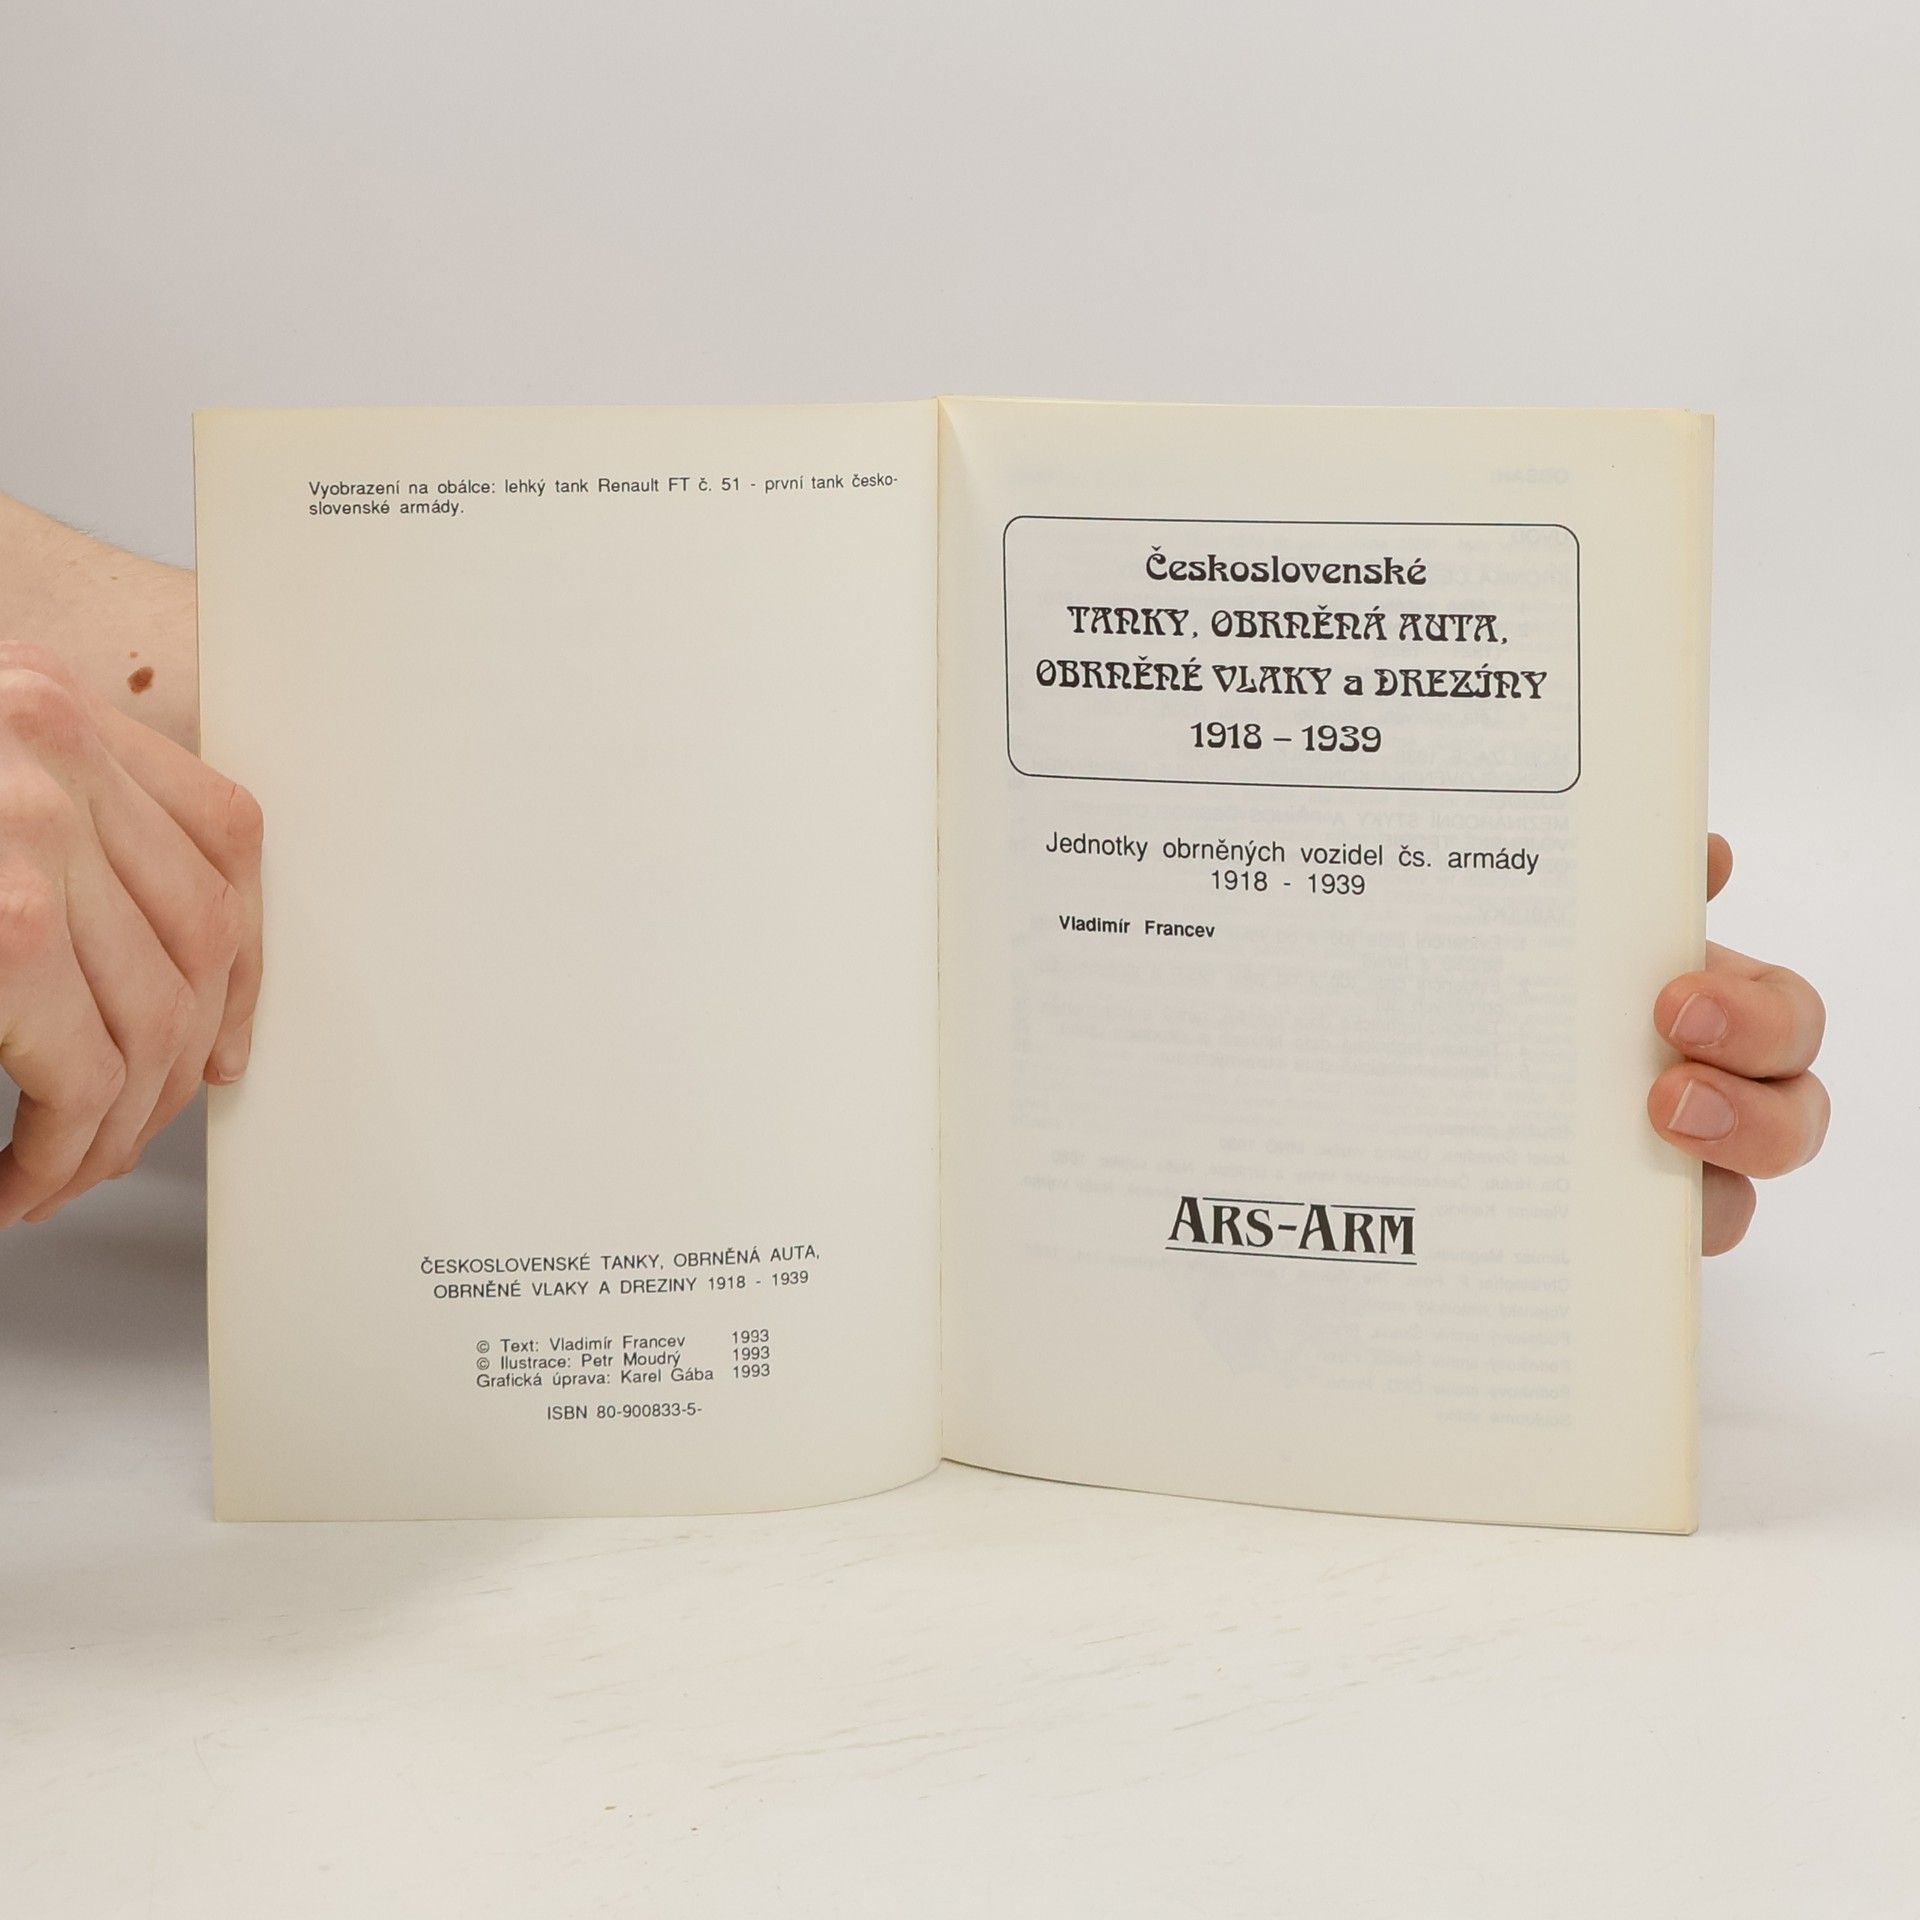 Vyobrazení na obálce: lehký tank Renault FT č. 51 - první tank česko-
slovenské armády.
ČESKOSLOVENSKÉ TANKY, OBRNĚNÁ AUTA,
OBRNĚNÉ VLAKY A DREZINY 1918 - 1939
© Text: Vladimír Francev 1993
© Ilustrace: Petr Moudrý 1993
Grafická úprava: Karel Gába 1993
ISBN 80-900833-5-
Československé
TANKY, OBRNĚNÁ AUTA,
OBRNĚNÉ VLAKY a DREZÍNY
1918 – 1939
Jednotky obrněných vozidel čs. armády
1918 - 1939
Vladimír Francev
ARS-ARM